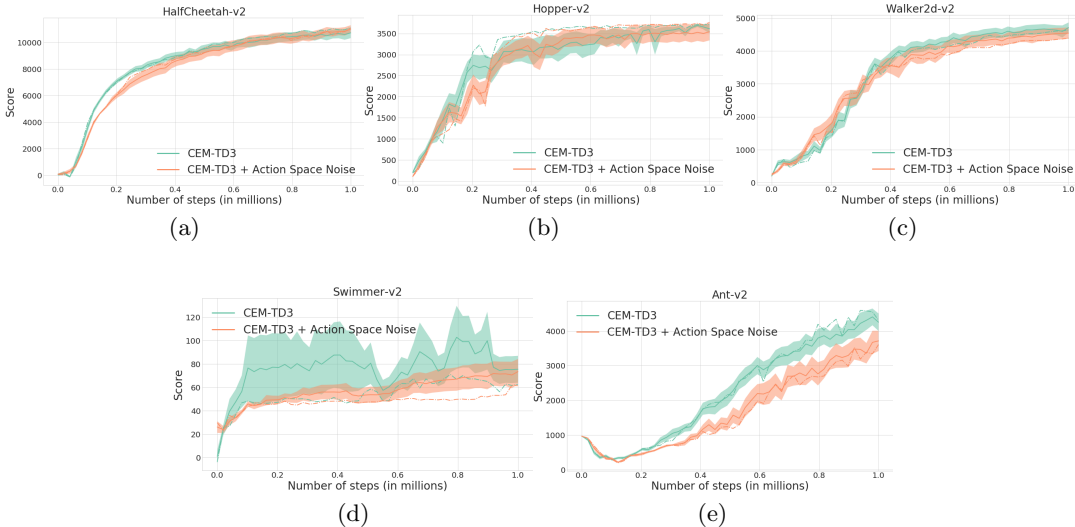 HalfCheetah-v2
Score
10000
8000
6000
4000
2000
0
0.0 0.2 0.4 0.6 0.8 1.0
CEM-TD3
CEM-TD3 + Action Space Noise
Number of steps (in millions)
(a)
Hopper-v2
Score
3500
3000
2500
2000
1500
1000
500
0
0.0 0.2 0.4 0.6 0.8 1.0
CEM-TD3
CEM-TD3 + Action Space Noise
Number of steps (in millions)
(b)
Walker2d-v2
Score
5000
4000
3000
2000
1000
0
0.0 0.2 0.4 0.6 0.8 1.0
CEM-TD3
CEM-TD3 + Action Space Noise
Number of steps (in millions)
(c)
Swimmer-v2
CEM-TD3
CEM-TD3 + Action Space Noise
Score
120
100
80
60
40
20
0
0.0 0.2 0.4 0.6 0.8 1.0
Number of steps (in millions)
(d)
Ant-v2
CEM-TD3
CEM-TD3 + Action Space Noise
Score
4000
3000
2000
1000
0
0.0 0.2 0.4 0.6 0.8 1.0
Number of steps (in millions)
(e)